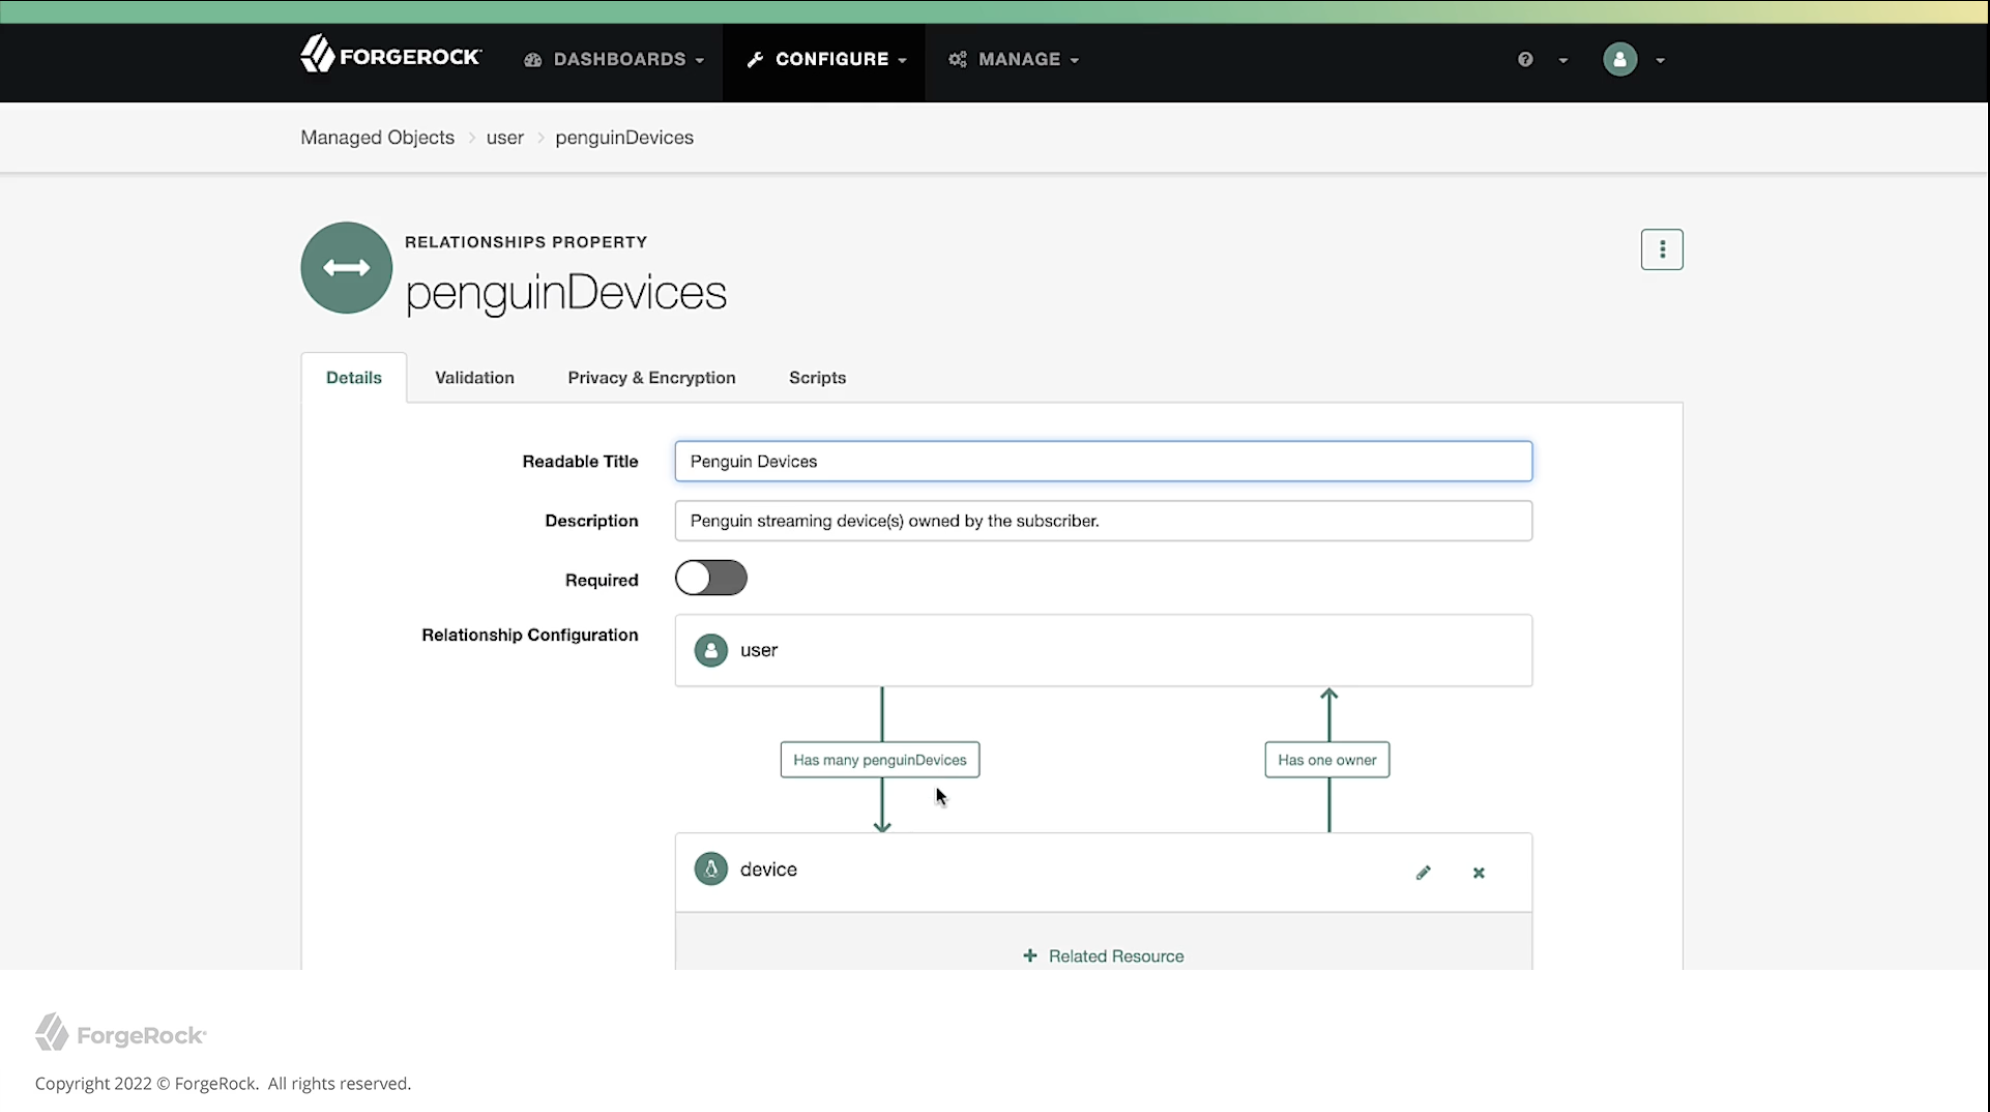 FORGEROCK DASHBOARDS CONFIGURE MANAGE
Managed Objects user penguinDevices
RELATIONSHIPS PROPERTY
penguinDevices
Details Validation Privacy & Encryption Scripts
Readable Title Penguin Devices
Description Penguin streaming device(s) owned by the subscriber.
Required
Relationship Configuration user
Has many penguinDevices Has one owner
device
+ Related Resource
ForgeRock
Copyright 2022 © ForgeRock. All rights reserved.